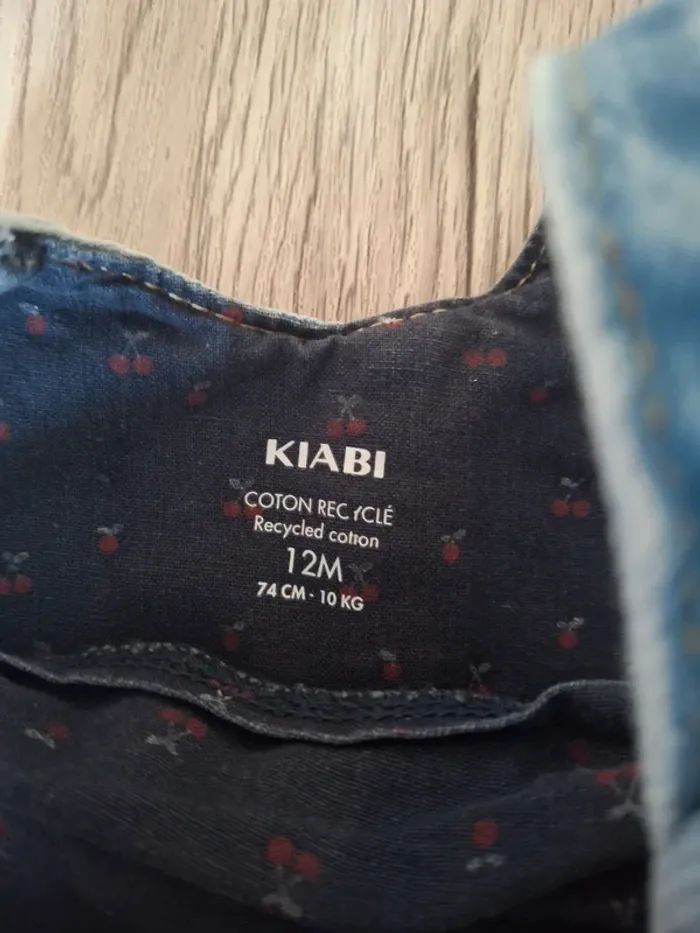 KIABI
COTON RECYCLÉ
Recycled cotton
12M
74 CM - 10 KG